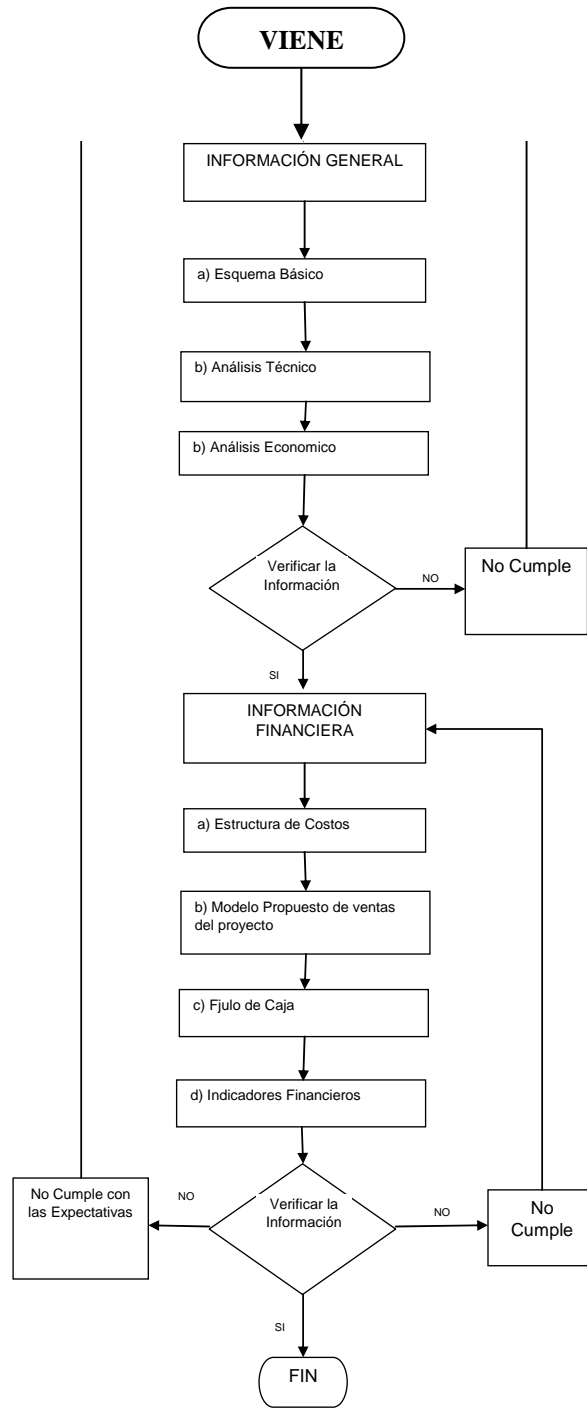 VIENE
INFORMACIÓN GENERAL
a) Esquema Básico
b) Análisis Técnico
b) Análisis Economico
Verificar la
Información
NO
No Cumple
SI
INFORMACIÓN
FINANCIERA
a) Estructura de Costos
b) Modelo Propuesto de ventas
del proyecto
c) Fjulo de Caja
d) Indicadores Financieros
No Cumple con
las Expectativas
NO
Verificar la
Información
NO
No
Cumple
SI
FIN